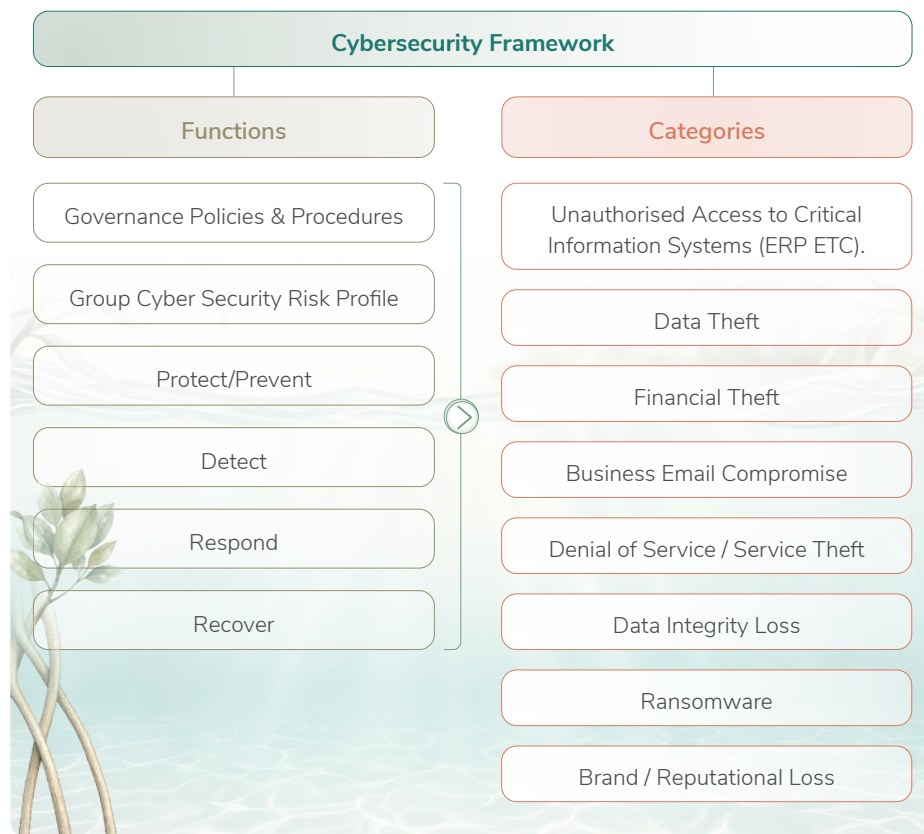 Cybersecurity Framework
Functions
Governance Policies & Procedures
Group Cyber Security Risk Profile
Protect/Prevent
Detect
Respond
Recover
Categories
Unauthorised Access to Critical
Information Systems (ERP ETC).
Data Theft
Financial Theft
Business Email Compromise
Denial of Service / Service Theft
Data Integrity Loss
Ransomware
Brand / Reputational Loss